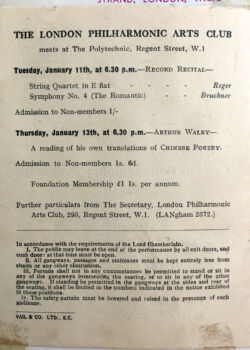 STRAND, LONDON, W.C.2
THE LONDON PHILHARMONIC ARTS CLUB
meets at The Polytechnic, Regent Street, W.1
Tuesday, January 11th, at 6.30 p.m.—RECORD RECITAL—
String Quartet in E flat - - - - Reger
Symphony No. 4 (The Romantic) - - - Bruckner
Admission to Non-members 1/-
Thursday, January 13th, at 6.30 p.m.—ARTHUR WALEY—
A reading of his own translations of CHINESE POETRY.
Admission to Non-members 1s. 6d.
Foundation Membership £1 1s. per annum.
Further particulars from The Secretary, London Philharmonic
Arts Club, 295, Regent Street, W.1. (LANgham 2572.)
In accordance with the requirements of the Lord Chamberlain.
I. The public may leave at the end of the performance by all exit doors, and
such doors at that time must be open.
II. All gangways, passages and staircases must be kept entirely free from
chairs or any other obstruction.
III. Persons shall not in any circumstances be permitted to stand or sit in
any of the gangways intersecting the seating, or to sit in any of the other
gangways. If standing be permitted in the gangways at the sides and rear of
the seating, it shall be limited to the numbers indicated in the notice exhibited
in those positions.
IV. The safety curtain must be lowered and raised in the presence of each
audience.
VAIL & CO. LTD., E.C.